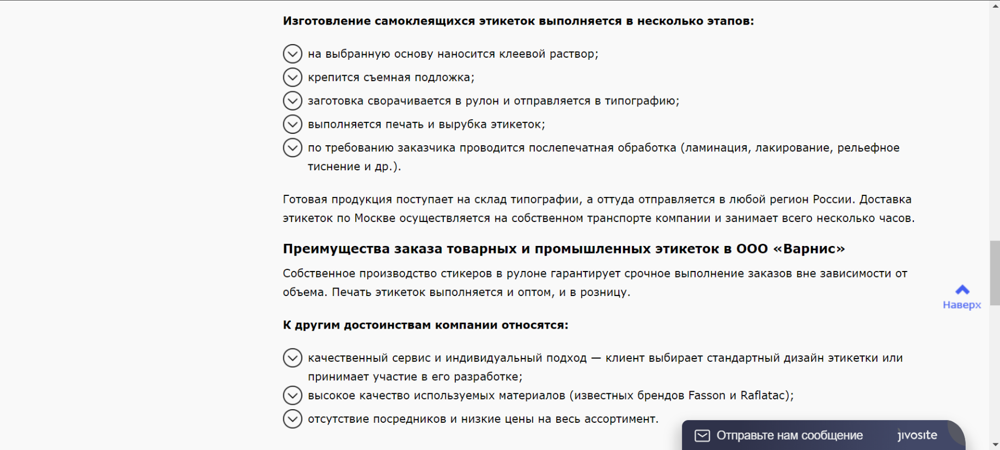 Изготовление самоклеящихся этикеток выполняется в несколько этапов:
на выбранную основу наносится клеевой раствор;
крепится съемная подложка;
заготовка сворачивается в рулон и отправляется в типографию;
выполняется печать и вырубка этикеток;
по требованию заказчика проводится послепечатная обработка (ламинация, лакирование, рельефное
тиснение и др.).
Готовая продукция поступает на склад типографии, а оттуда отправляется в любой регион России. Доставка
этикеток по Москве осуществляется на собственном транспорте компании и занимает всего несколько часов.
Преимущества заказа товарных и промышленных этикеток в ООО «Варнис»
Собственное производство стикеров в рулоне гарантирует срочное выполнение заказов вне зависимости от
объема. Печать этикеток выполняется и оптом, и в розницу.
Наверх
К другим достоинствам компании относятся:
качественный сервис и индивидуальный подход — клиент выбирает стандартный дизайн этикетки или
принимает участие в его разработке;
высокое качество используемых материалов (известных брендов Fasson и Raflatac);
отсутствие посредников и низкие цены на весь ассортимент.
Отправьте нам сообщение jivosite